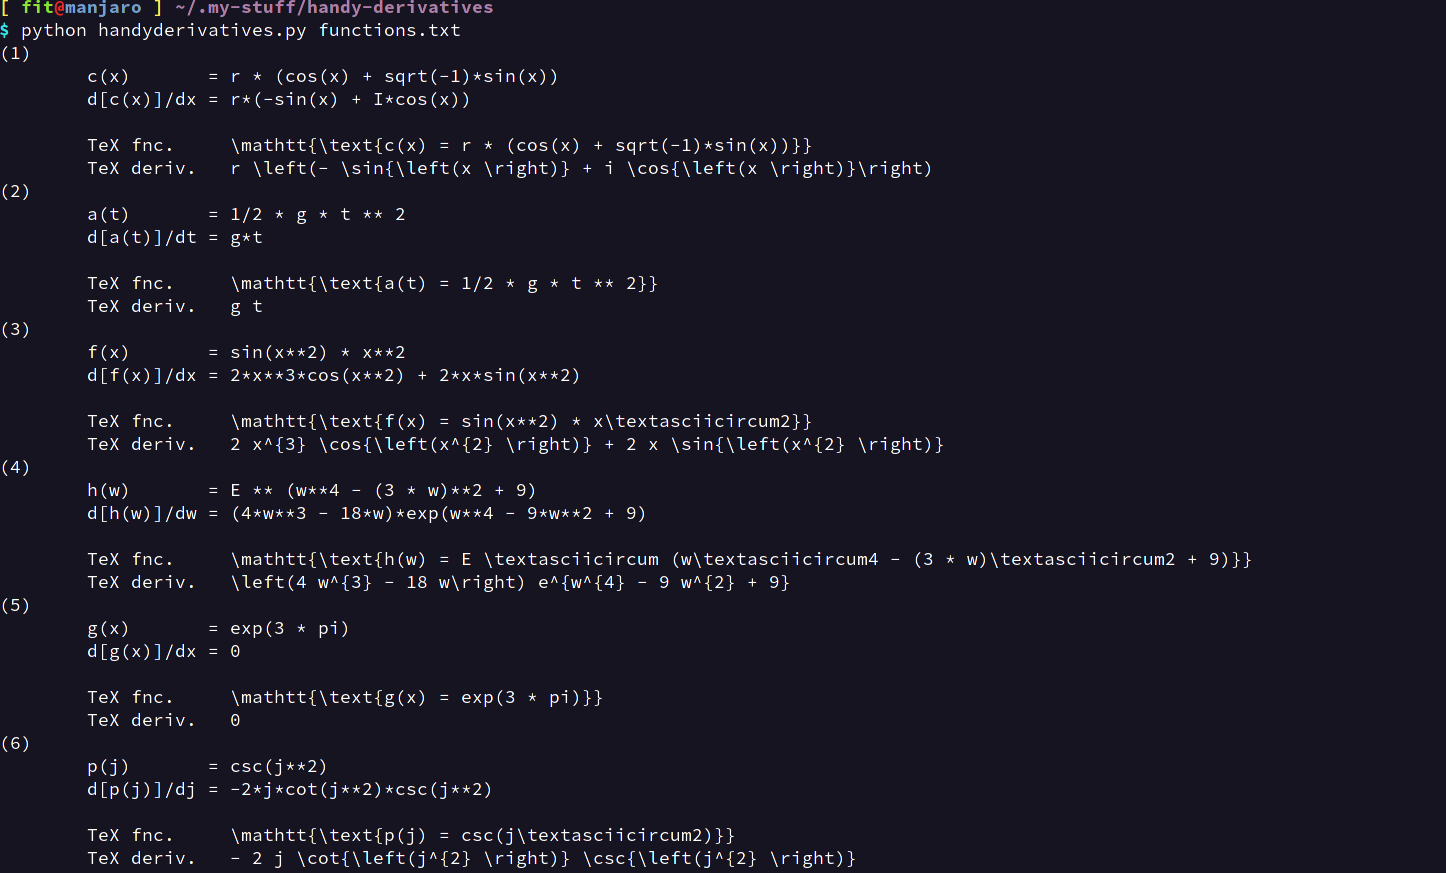 [ fit@manjaro ] ~/.my-stuff/handy-derivatives
$ python handyderivatives.py functions.txt
(1)
c(x) = r * (cos(x) + sqrt(-1)*sin(x))
d[c(x)]/dx = r*(-sin(x) + I*cos(x))
TeX fnc. \mathtt{\text{c(x) = r * (cos(x) + sqrt(-1)*sin(x))}}
TeX deriv. r \left(- \sin{\left(x \right)} + i \cos{\left(x \right)}\right)
(2)
a(t) = 1/2 * g * t ** 2
d[a(t)]/dt = g*t
TeX fnc. \mathtt{\text{a(t) = 1/2 * g * t ** 2}}
TeX deriv. g t
(3)
f(x) = sin(x**2) * x**2
d[f(x)]/dx = 2*x**3*cos(x**2) + 2*x*sin(x**2)
TeX fnc. \mathtt{\text{f(x) = sin(x**2) * x\textasciicircum2}}
TeX deriv. 2 x^{3} \cos{\left(x^{2} \right)} + 2 x \sin{\left(x^{2} \right)}
(4)
h(w) = E ** (w**4 - (3 * w)**2 + 9)
d[h(w)]/dw = (4*w**3 - 18*w)*exp(w**4 - 9*w**2 + 9)
TeX fnc. \mathtt{\text{h(w) = E \textasciicircum (w\textasciicircum4 - (3 * w)\textasciicircum2 + 9)}}
TeX deriv. \left(4 w^{3} - 18 w\right) e^{w^{4} - 9 w^{2} + 9}
(5)
g(x) = exp(3 * pi)
d[g(x)]/dx = 0
TeX fnc. \mathtt{\text{g(x) = exp(3 * pi)}}
TeX deriv. 0
(6)
p(j) = csc(j**2)
d[p(j)]/dj = -2*j*cot(j**2)*csc(j**2)
TeX fnc. \mathtt{\text{p(j) = csc(j\textasciicircum2)}}
TeX deriv. - 2 j \cot{\left(j^{2} \right)} \csc{\left(j^{2} \right)}